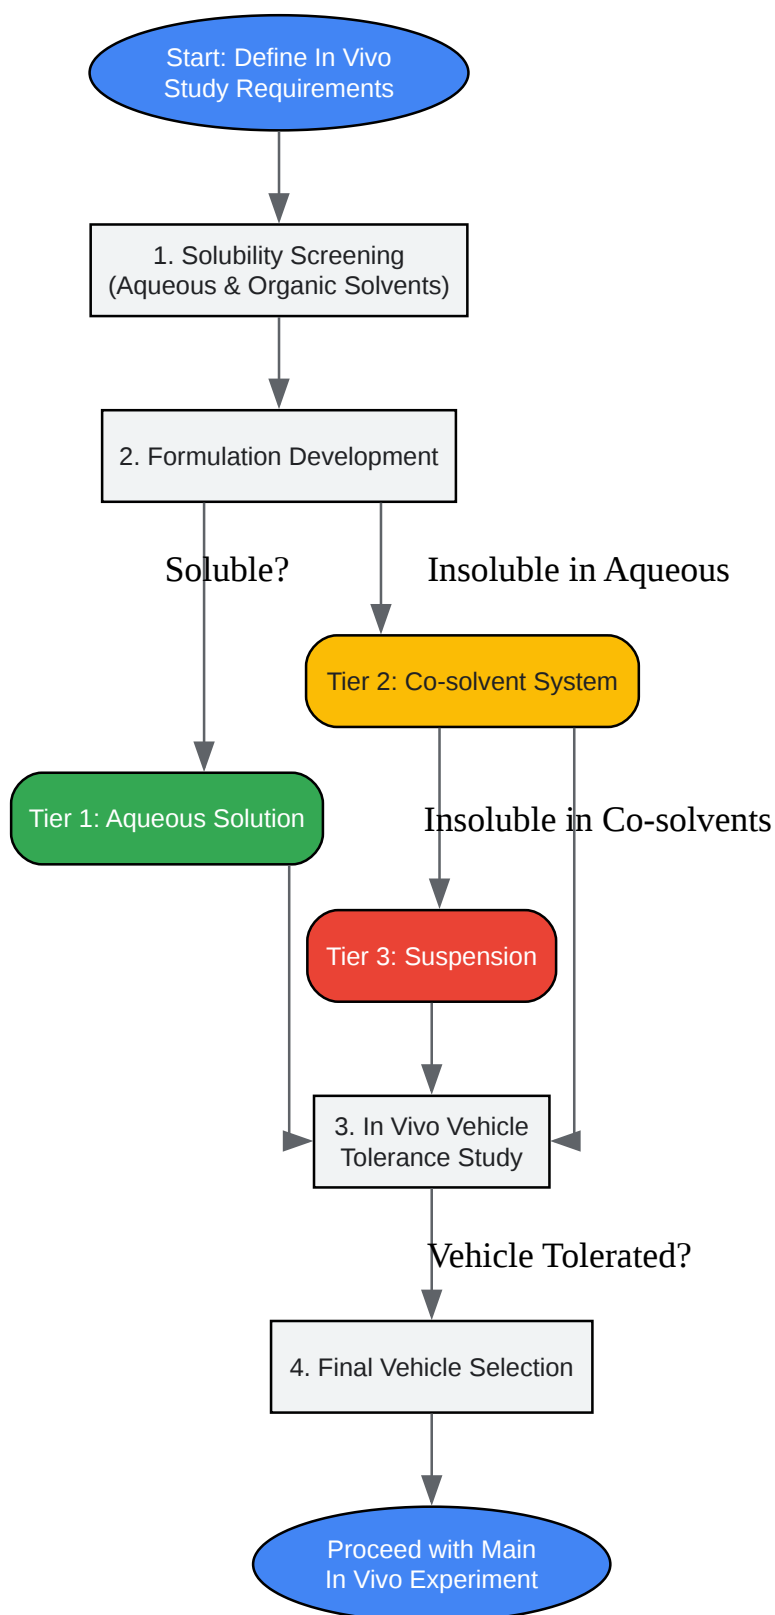 Start: Define In Vivo
Study Requirements
1. Solubility Screening
(Aqueous & Organic Solvents)
2. Formulation Development
Soluble?
Insoluble in Aqueous
Tier 2: Co-solvent System
Tier 1: Aqueous Solution
Insoluble in Co-solvents
Tier 3: Suspension
3. In Vivo Vehicle
Tolerance Study
Vehicle Tolerated?
4. Final Vehicle Selection
Proceed with Main
In Vivo Experiment